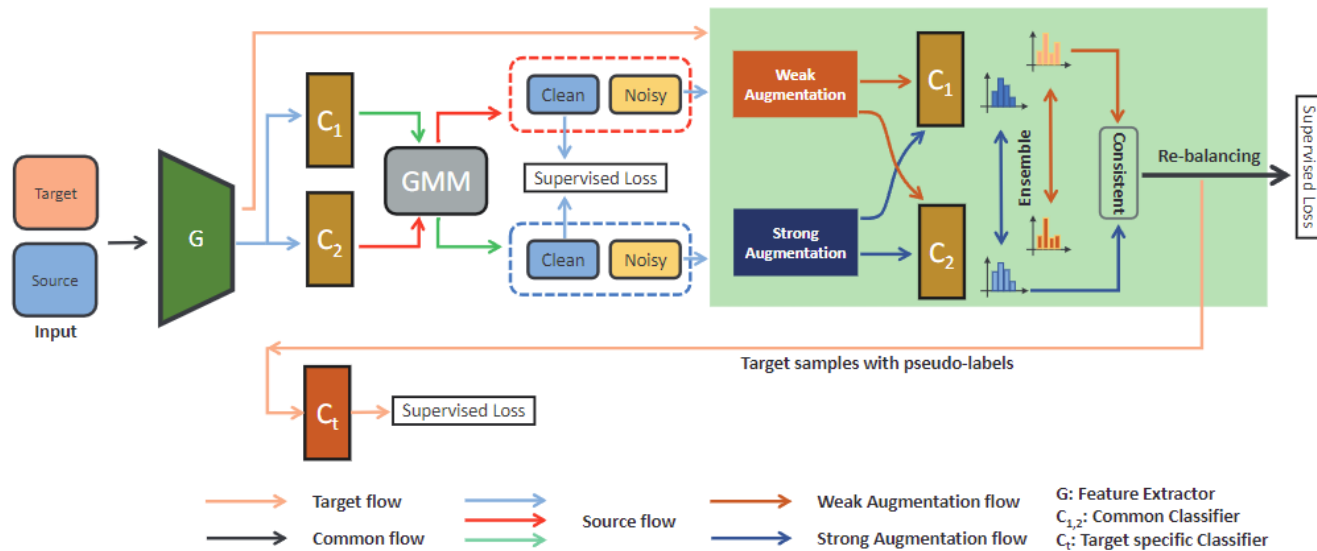 Target
Source
Input
G
C1
C2
GMM
Clean
Noisy
Supervised Loss
Clean
Noisy
Weak
Augmentation
Strong
Augmentation
C1
C2
Ensemble
Consistent
Re-balancing
Supervised
Loss
Target samples with pseudo-labels
Ct
Supervised Loss
Target flow
Common flow
Source flow
Weak Augmentation flow
Strong Augmentation flow
G: Feature Extractor
C1,2: Common Classifier
Ct: Target specific Classifier